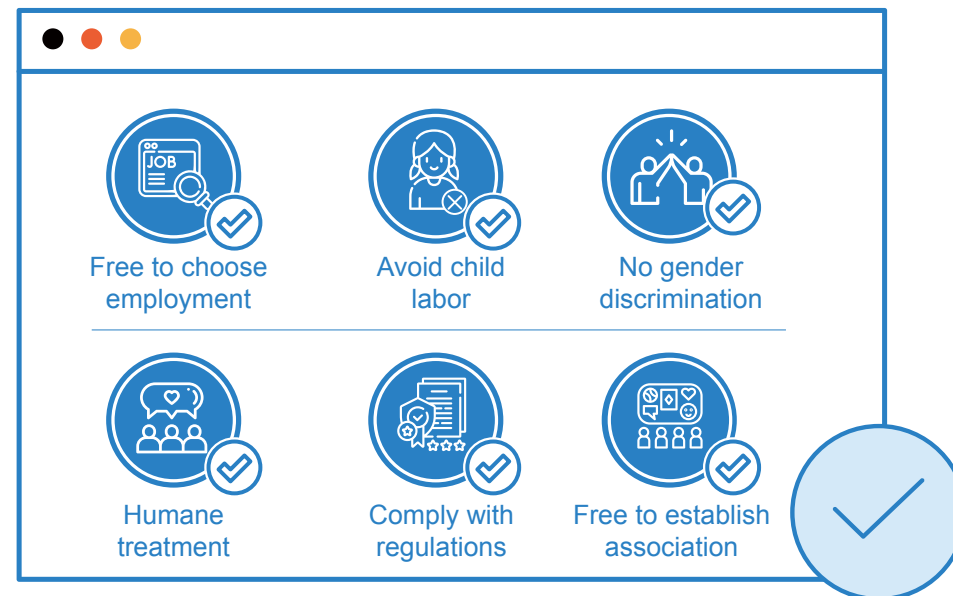 JOB
Free to choose
employment
Avoid child
labor
No gender
discrimination
Humane
treatment
Comply with
regulations
Free to establish
association